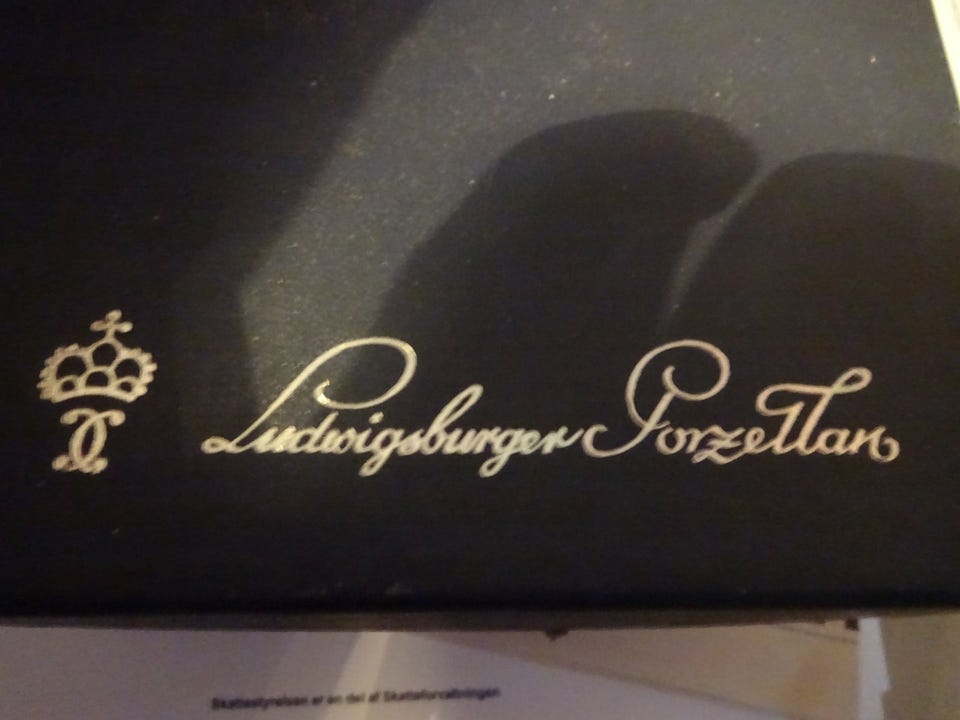 Ludwigsburger Porzellan
Skattestyrelsen er en del af Skatteforvaltningen